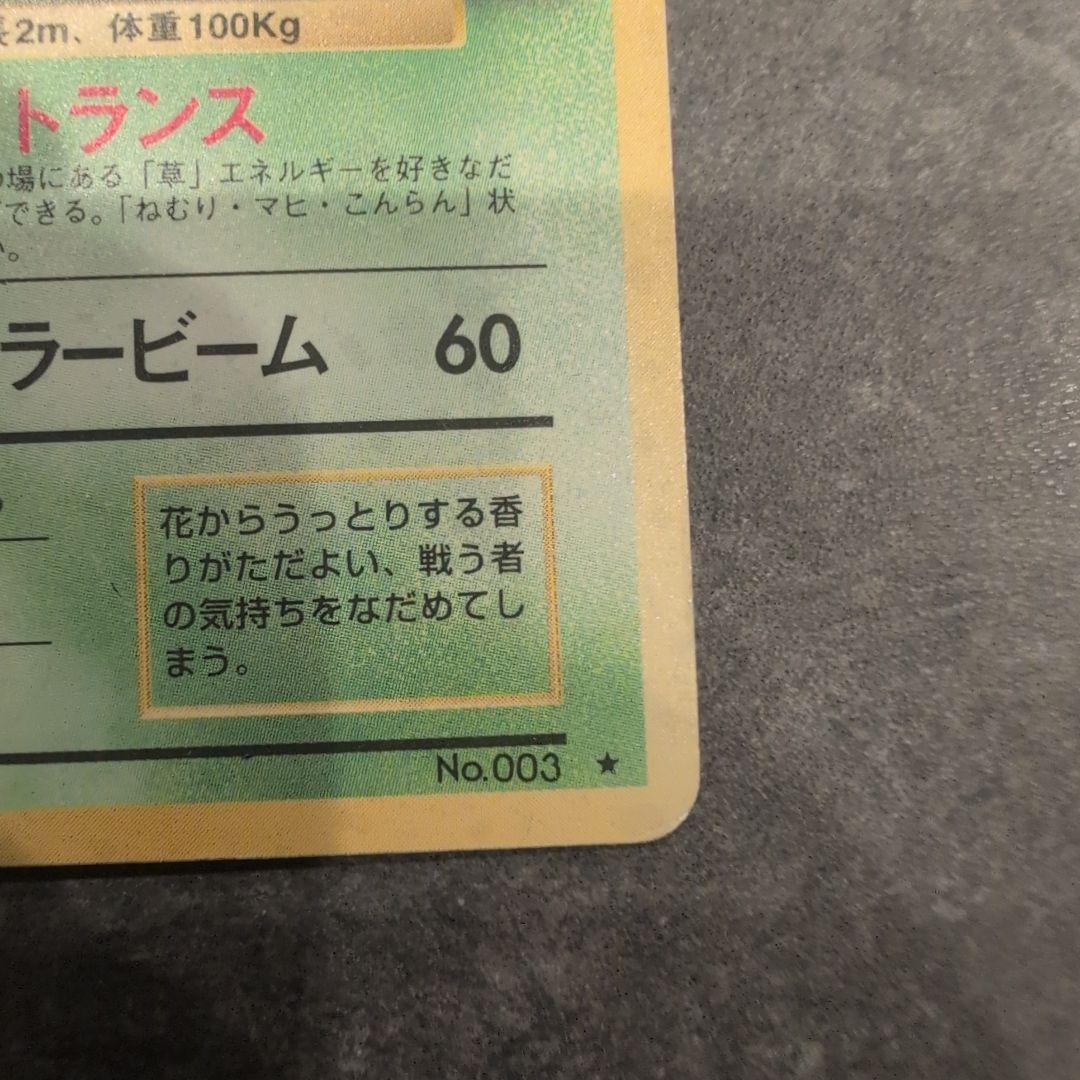 2m、体重100Kg
トランス
場にある「草」エネルギーを好きなだ
できる。「ねむり・マヒ・こんらん」状
。
ラービーム 60
花からうっとりする香
りがただよい、戦う者
の気持ちをなだめてし
まう。
No.003 ★